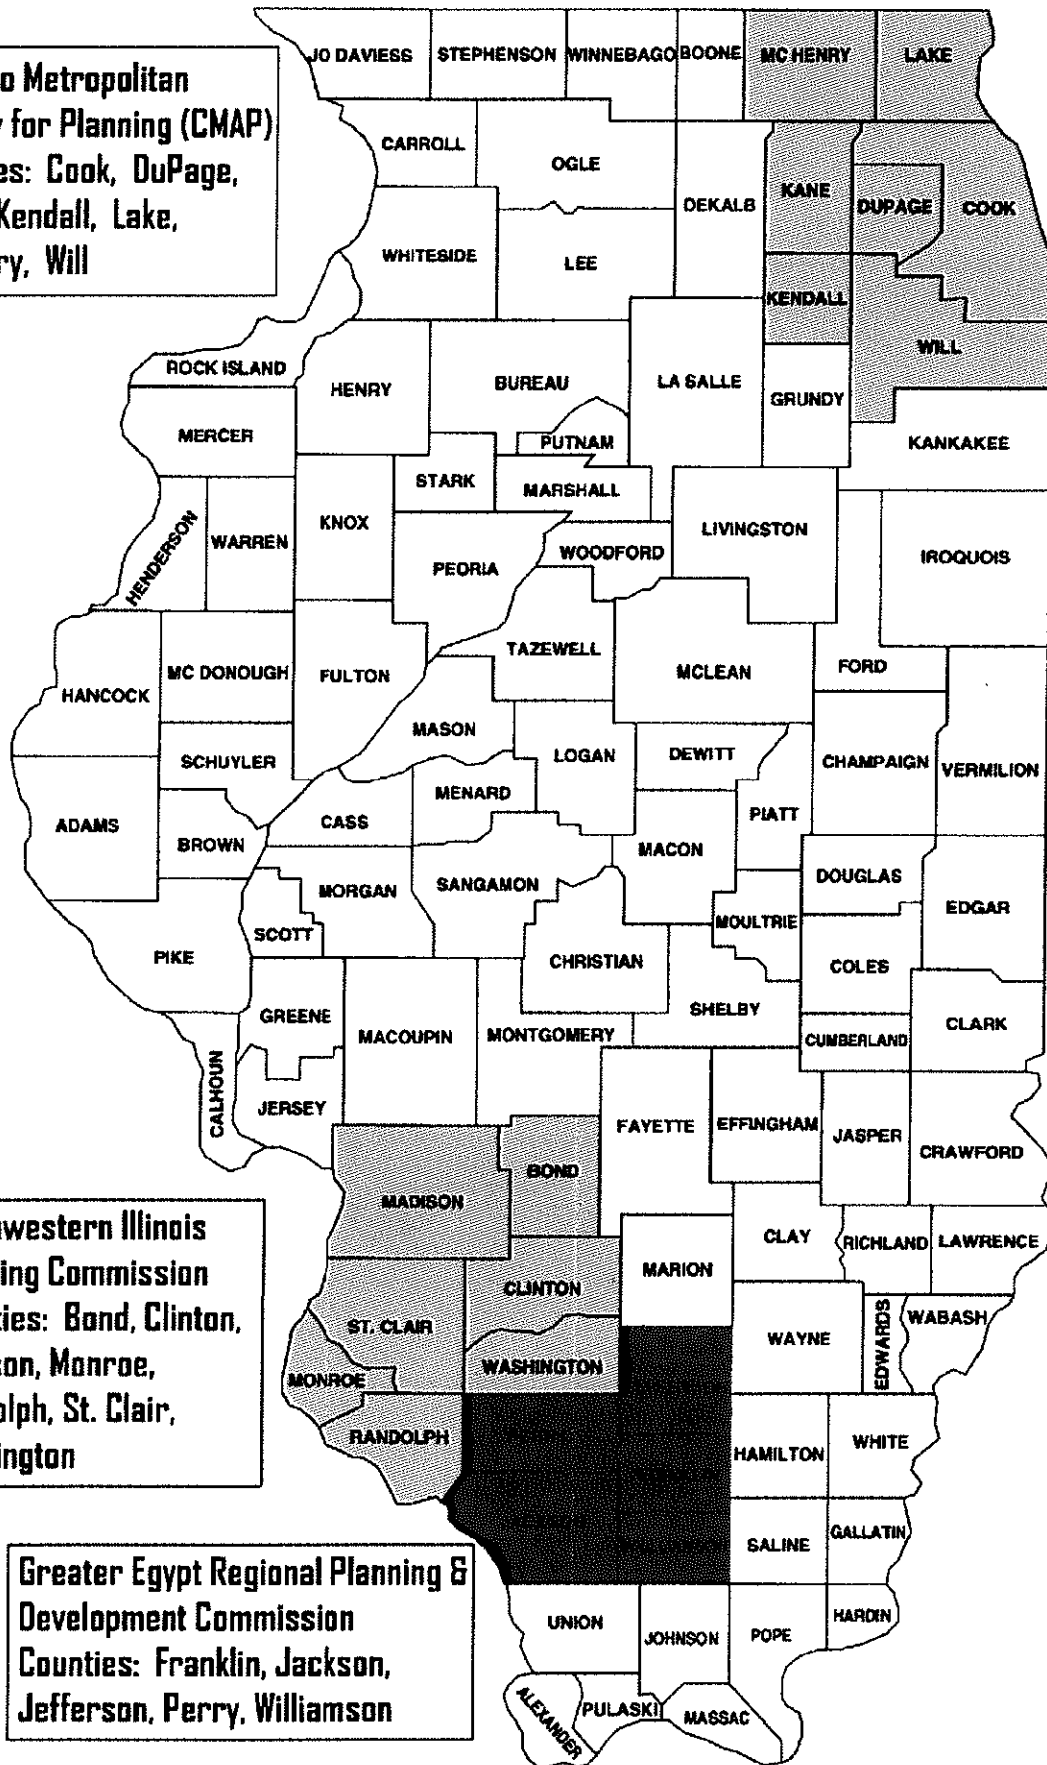 o Metropolitan
y for Planning (CMAP)
es: Cook, DuPage,
Kendall, Lake,
ry, Will
JO DAVIESS
STEPHENSON
WINNEBAGO
BOONE
MC HENRY
LAKE
CARROLL
OGLE
DEKALB
KANE
DUPAGE
COOK
WHITESIDE
LEE
KENDALL
WILL
ROCK ISLAND
HENRY
BUREAU
LA SALLE
GRUNDY
MERCER
PUTNAM
KANKAKEE
STARK
MARSHALL
HENDERSON
WARREN
KNOX
PEORIA
WOODFORD
LIVINGSTON
IROQUOIS
HANCOCK
MC DONOUGH
FULTON
TAZEWELL
MCLEAN
FORD
MASON
LOGAN
DEWITT
CHAMPAIGN
VERMILION
SCHUYLER
MENARD
PIATT
ADAMS
BROWN
CASS
MACON
MORGAN
SANGAMON
DOUGLAS
EDGAR
SCOTT
MOULTRIE
PIKE
CHRISTIAN
COLES
SHELBY
GREENE
MACOUPIN
MONTGOMERY
CUMBERLAND
CLARK
CALHOUN
JERSEY
FAYETTE
EFFINGHAM
JASPER
CRAWFORD
MADISON
BOND
CLAY
RICHLAND
LAWRENCE
MARION
CLINTON
ST. CLAIR
WASHINGTON
WAYNE
EDWARDS
WABASH
MONROE
RANDOLPH
HAMILTON
WHITE
SALINE
GALLATIN
UNION
JOHNSON
POPE
HARDIN
ALEXANDER
PULASKI
MASSAC
western Illinois
ing Commission
ties: Bond, Clinton,
on, Monroe,
olph, St. Clair,
ington
Greater Egypt Regional Planning &
Development Commission
Counties: Franklin, Jackson,
Jefferson, Perry, Williamson